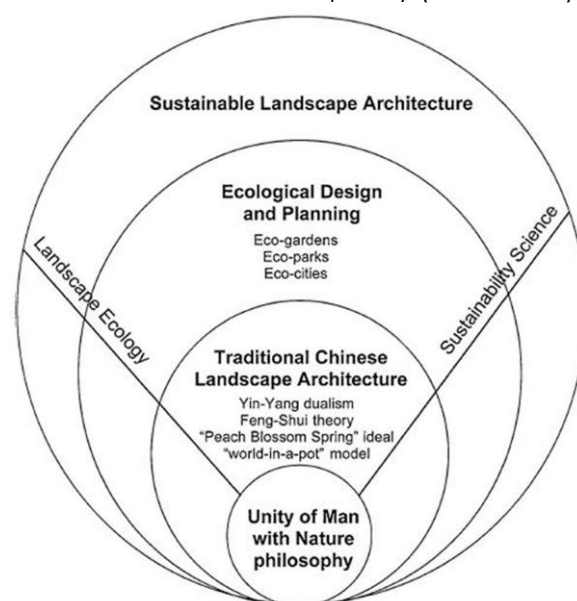 Sustainable Landscape Architecture
Ecological Design
and Planning
Eco-gardens
Eco-parks
Eco-cities
Landscape Ecology
Sustainability Science
Traditional Chinese
Landscape Architecture
Yin-Yang dualism
Feng-Shui theory
“Peach Blossom Spring” ideal
“world-in-a-pot” model
Unity of Man
with Nature
philosophy